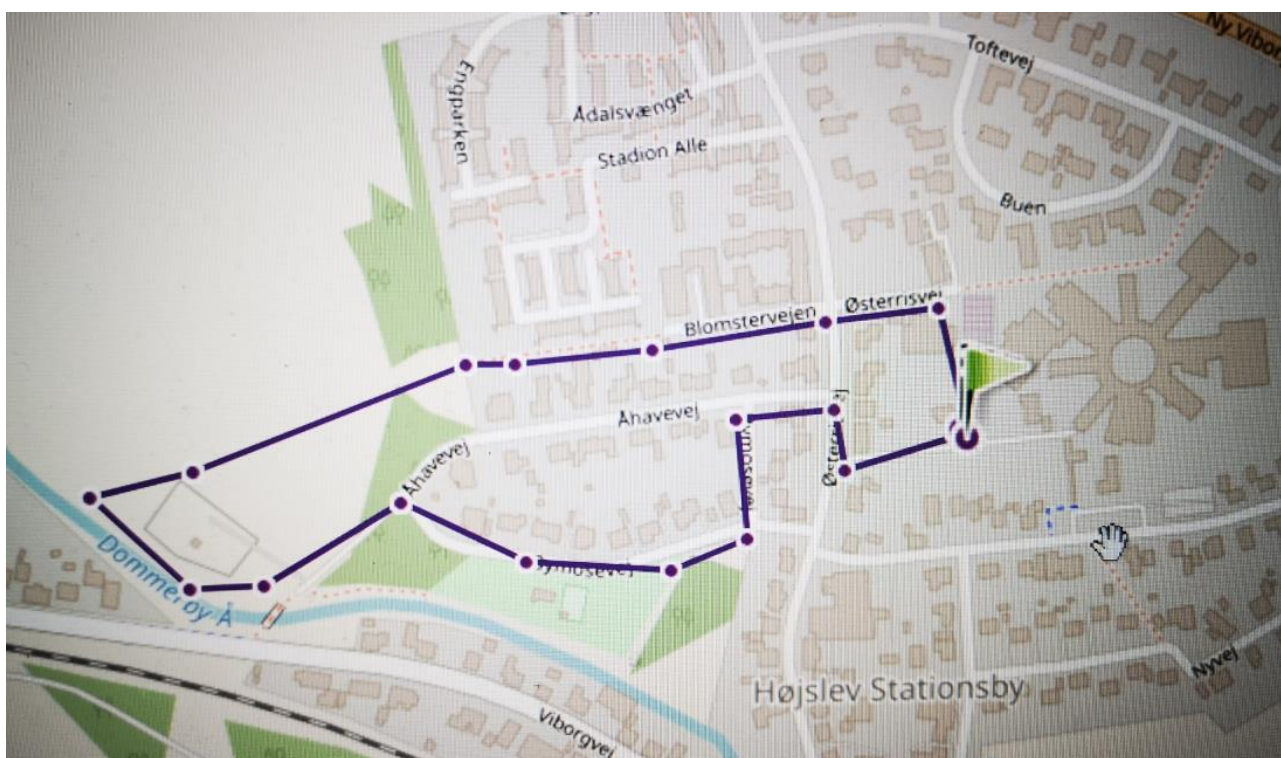 Ny Vibor
Toftevej
Engparken
Ådalsvænget
Stadion Alle
Buen
Østerrisvej
Blomstervejen
Åhavevej
Åhavevej
Dommerby Å
Højslev Stationsby
Nyvej
Viborgvej